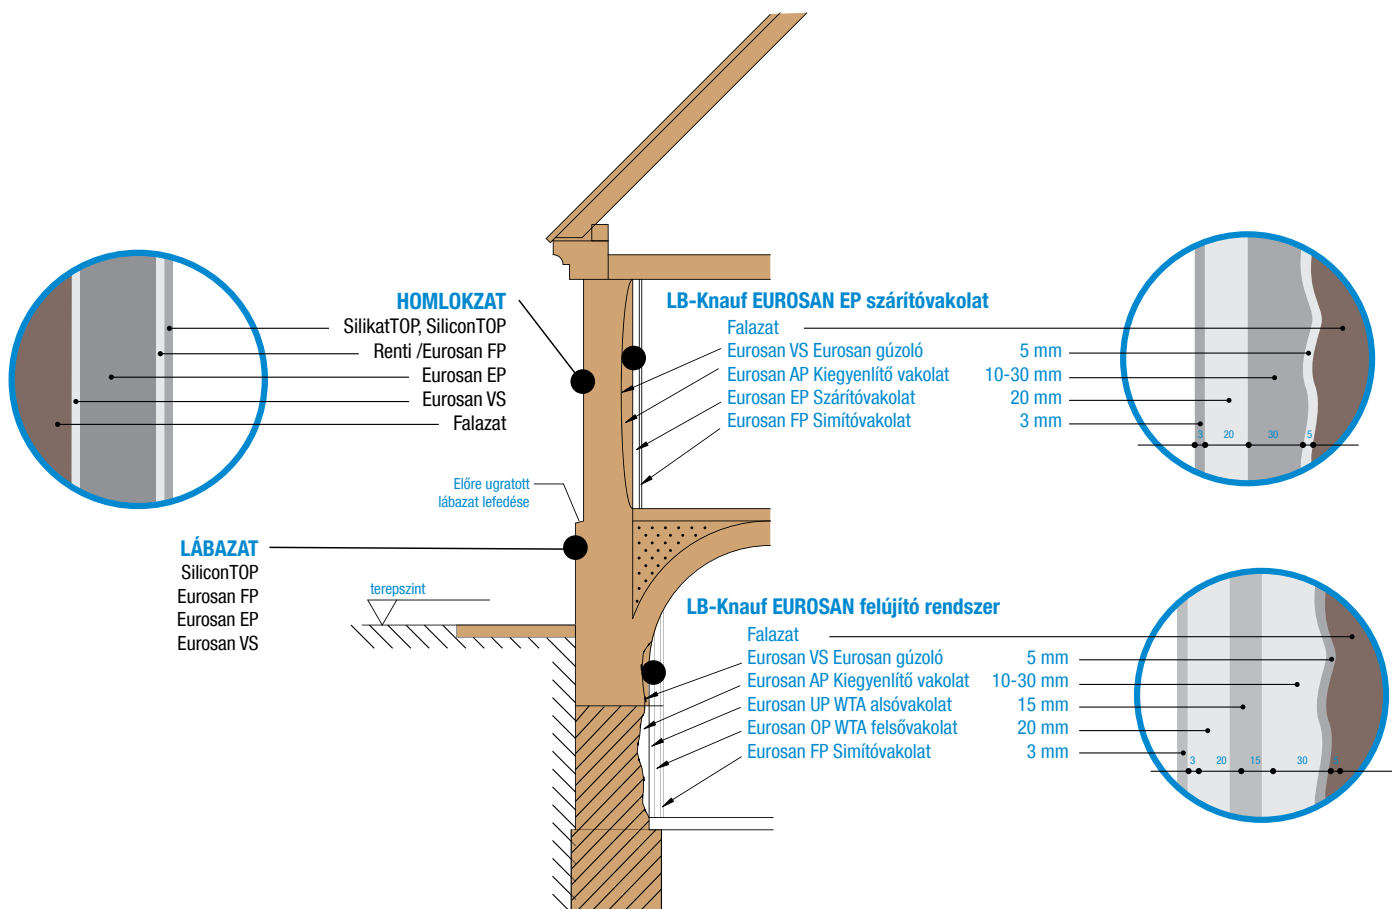 HOMLOKZAT
SilikatTOP, SiliconTOP
Renti /Eurosan FP
Eurosan EP
Eurosan VS
Falazat
Előre ugratott
lábazat lefedése
LÁBAZAT
SiliconTOP
Eurosan FP
Eurosan EP
Eurosan VS
terepszint
LB-Knauf EUROSAN EP szárítóvakolat
Falazat
Eurosan VS Eurosan gúzoló 5 mm
Eurosan AP Kiegyenlítő vakolat 10-30 mm
Eurosan EP Szárítóvakolat 20 mm
Eurosan FP Simítóvakolat 3 mm
3 20 30 5
LB-Knauf EUROSAN felújító rendszer
Falazat
Eurosan VS Eurosan gúzoló 5 mm
Eurosan AP Kiegyenlítő vakolat 10-30 mm
Eurosan UP WTA alsóvakolat 15 mm
Eurosan OP WTA felsővakolat 20 mm
Eurosan FP Simítóvakolat 3 mm
3 20 15 30